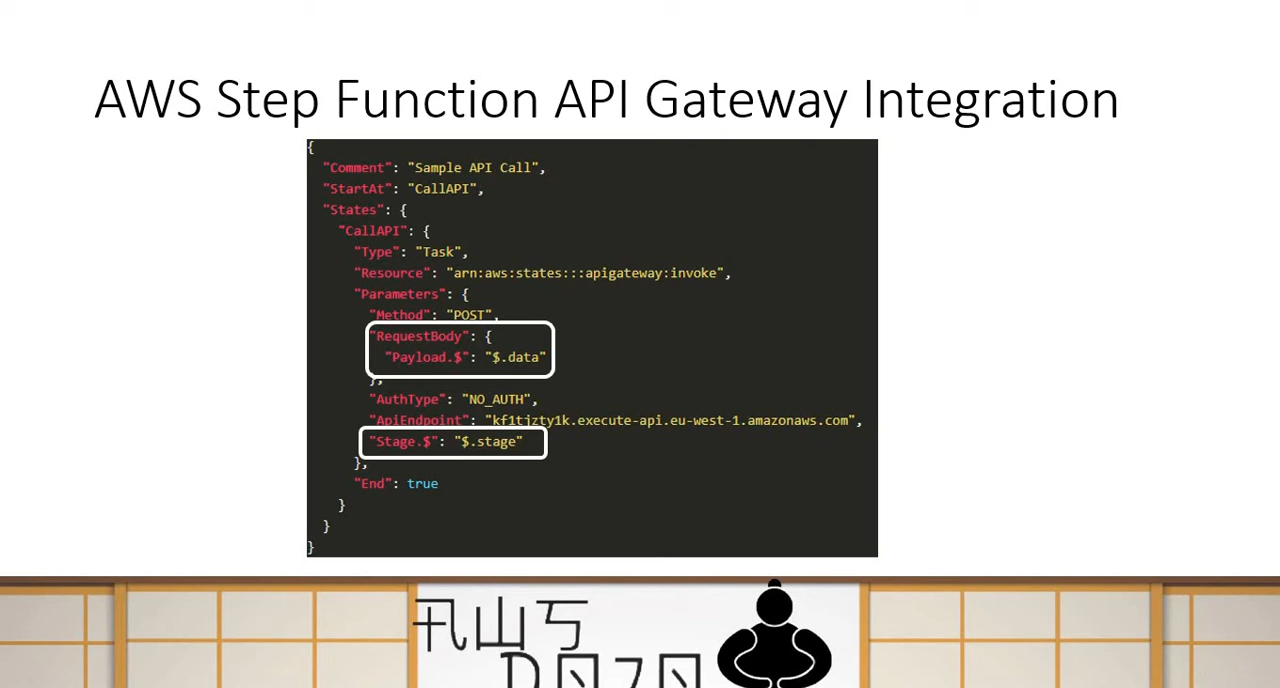 AWS Step Function API Gateway Integration
{
"Comment": "Sample API Call",
"StartAt": "CallAPI",
"States": {
"CallAPI": {
"Type": "Task",
"Resource": "arn:aws:states:::apigateway:invoke",
"Parameters": {
"Method": "POST",
"RequestBody": {
"Payload.$": "$.data"
},
"AuthType": "NO_AUTH",
"ApiEndpoint": "kf1tjzty1k.execute-api.eu-west-1.amazonaws.com",
"Stage.$": "$.stage"
},
"End": true
}
}
}